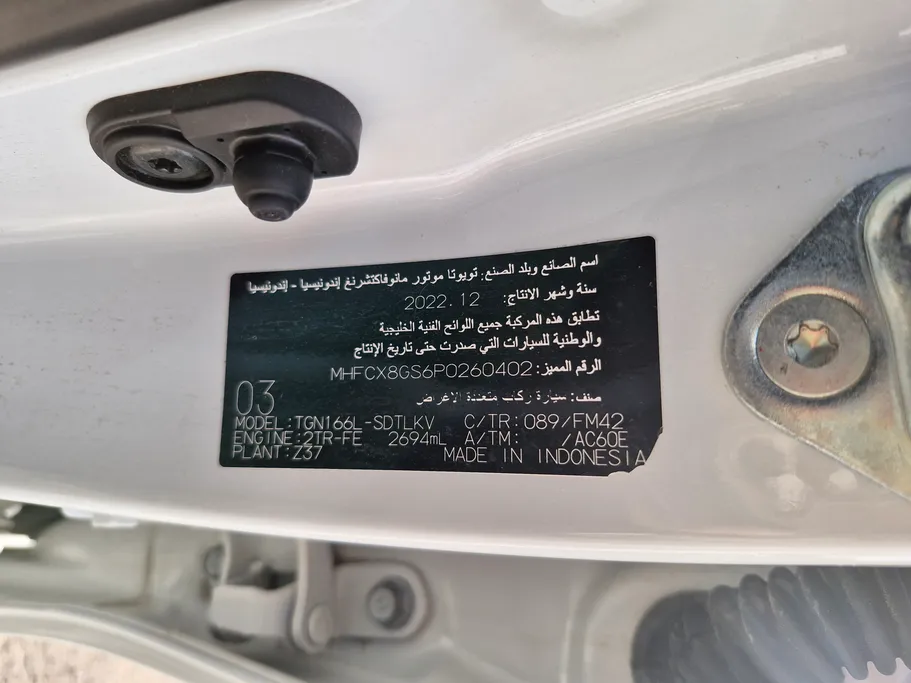 اسم الصانع وبلد الصنع: تويوتا موتور مانوفاكتشرنغ إندونيسيا - إندونيسيا
سنة وشهر الانتاج: 2022.12
تطابق هذه المركبة جميع اللوائح الفنية الخليجية
والوطنية للسيارات التي صدرت حتى تاريخ الإنتاج
الرقم المميز: MHFCX8GS6P0260402
صنف: سيارة ركاب متعددة الاغراض
03
MODEL:TGN166L-SDTLKV C/TR:089/FM42
ENGINE:2TR-FE 2694mL A/TM: /AC60E
PLANT:Z37 MADE IN INDONESIA